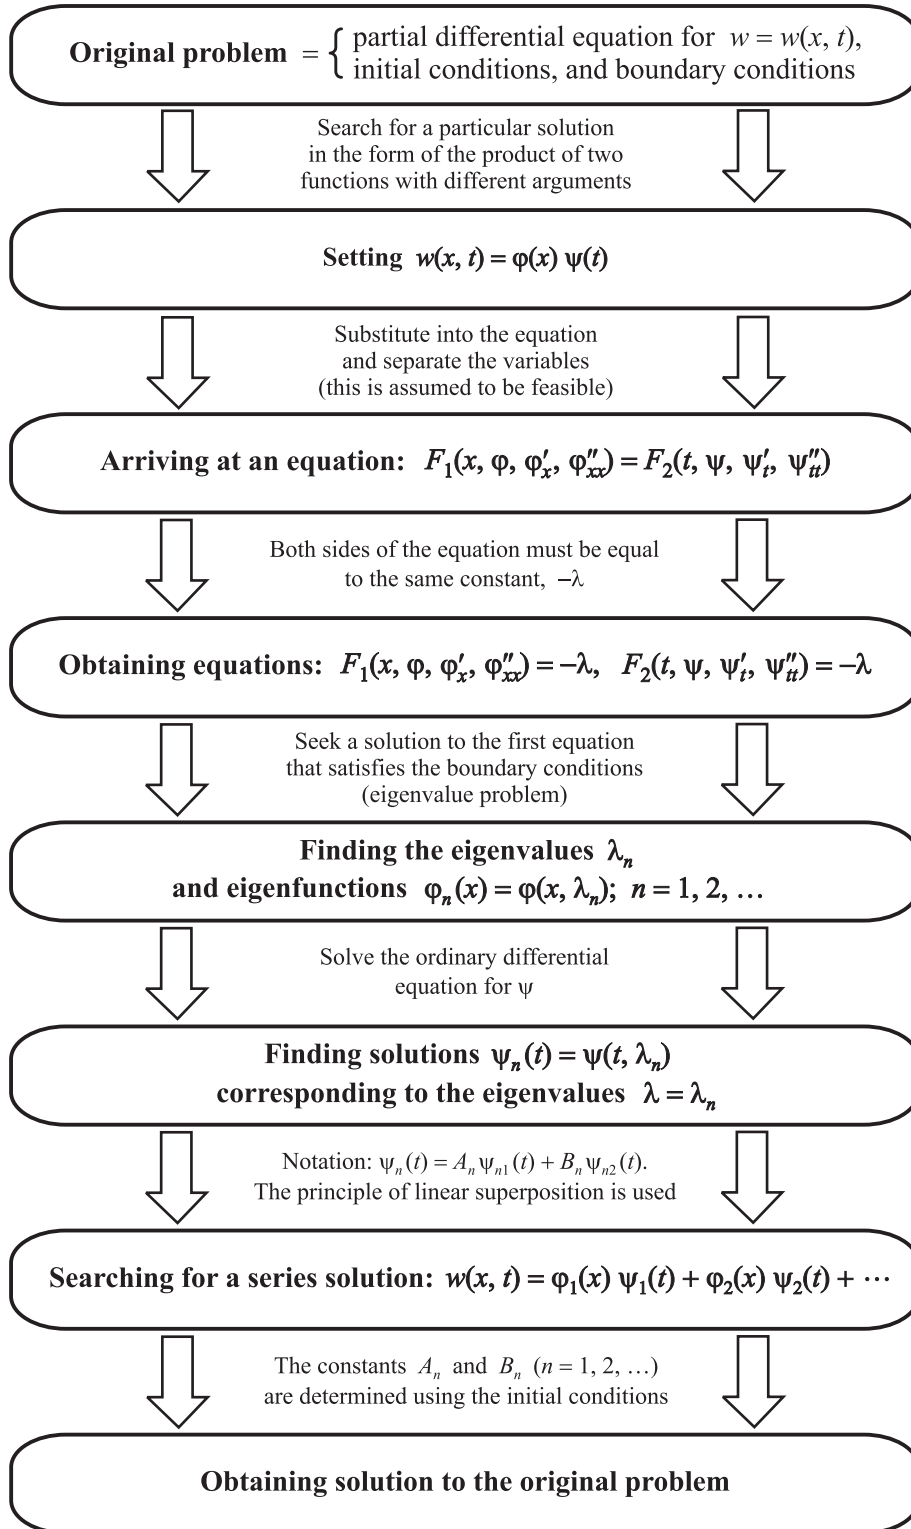 Original problem = { partial differential equation for w = w(x, t),
initial conditions, and boundary conditions
Search for a particular solution
in the form of the product of two
functions with different arguments
Setting w(x, t) = φ(x) ψ(t)
Substitute into the equation
and separate the variables
(this is assumed to be feasible)
Arriving at an equation: F₁(x, φ, φ′ₓ, φ″ₓₓ) = F₂(t, ψ, ψ′ₜ, ψ″ₜₜ)
Both sides of the equation must be equal
to the same constant, −λ
Obtaining equations: F₁(x, φ, φ′ₓ, φ″ₓₓ) = −λ, F₂(t, ψ, ψ′ₜ, ψ″ₜₜ) = −λ
Seek a solution to the first equation
that satisfies the boundary conditions
(eigenvalue problem)
Finding the eigenvalues λₙ
and eigenfunctions φₙ(x) = φ(x, λₙ); n = 1, 2, …
Solve the ordinary differential
equation for ψ
Finding solutions ψₙ(t) = ψ(t, λₙ)
corresponding to the eigenvalues λ = λₙ
Notation: ψₙ(t) = Aₙ ψₙ₁(t) + Bₙ ψₙ₂(t).
The principle of linear superposition is used
Searching for a series solution: w(x, t) = φ₁(x) ψ₁(t) + φ₂(x) ψ₂(t) + ⋯
The constants Aₙ and Bₙ (n = 1, 2, …)
are determined using the initial conditions
Obtaining solution to the original problem